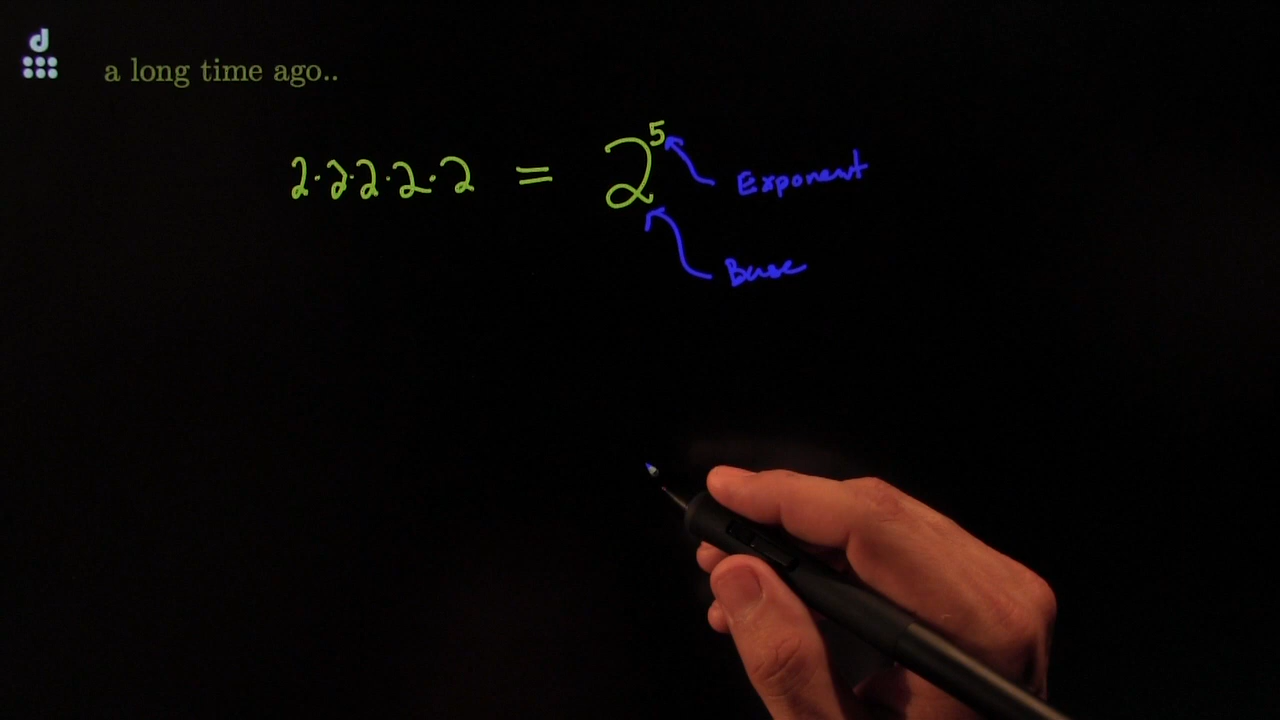 d
a long time ago..
2·2·2·2·2 = 2⁵
Exponent
Base